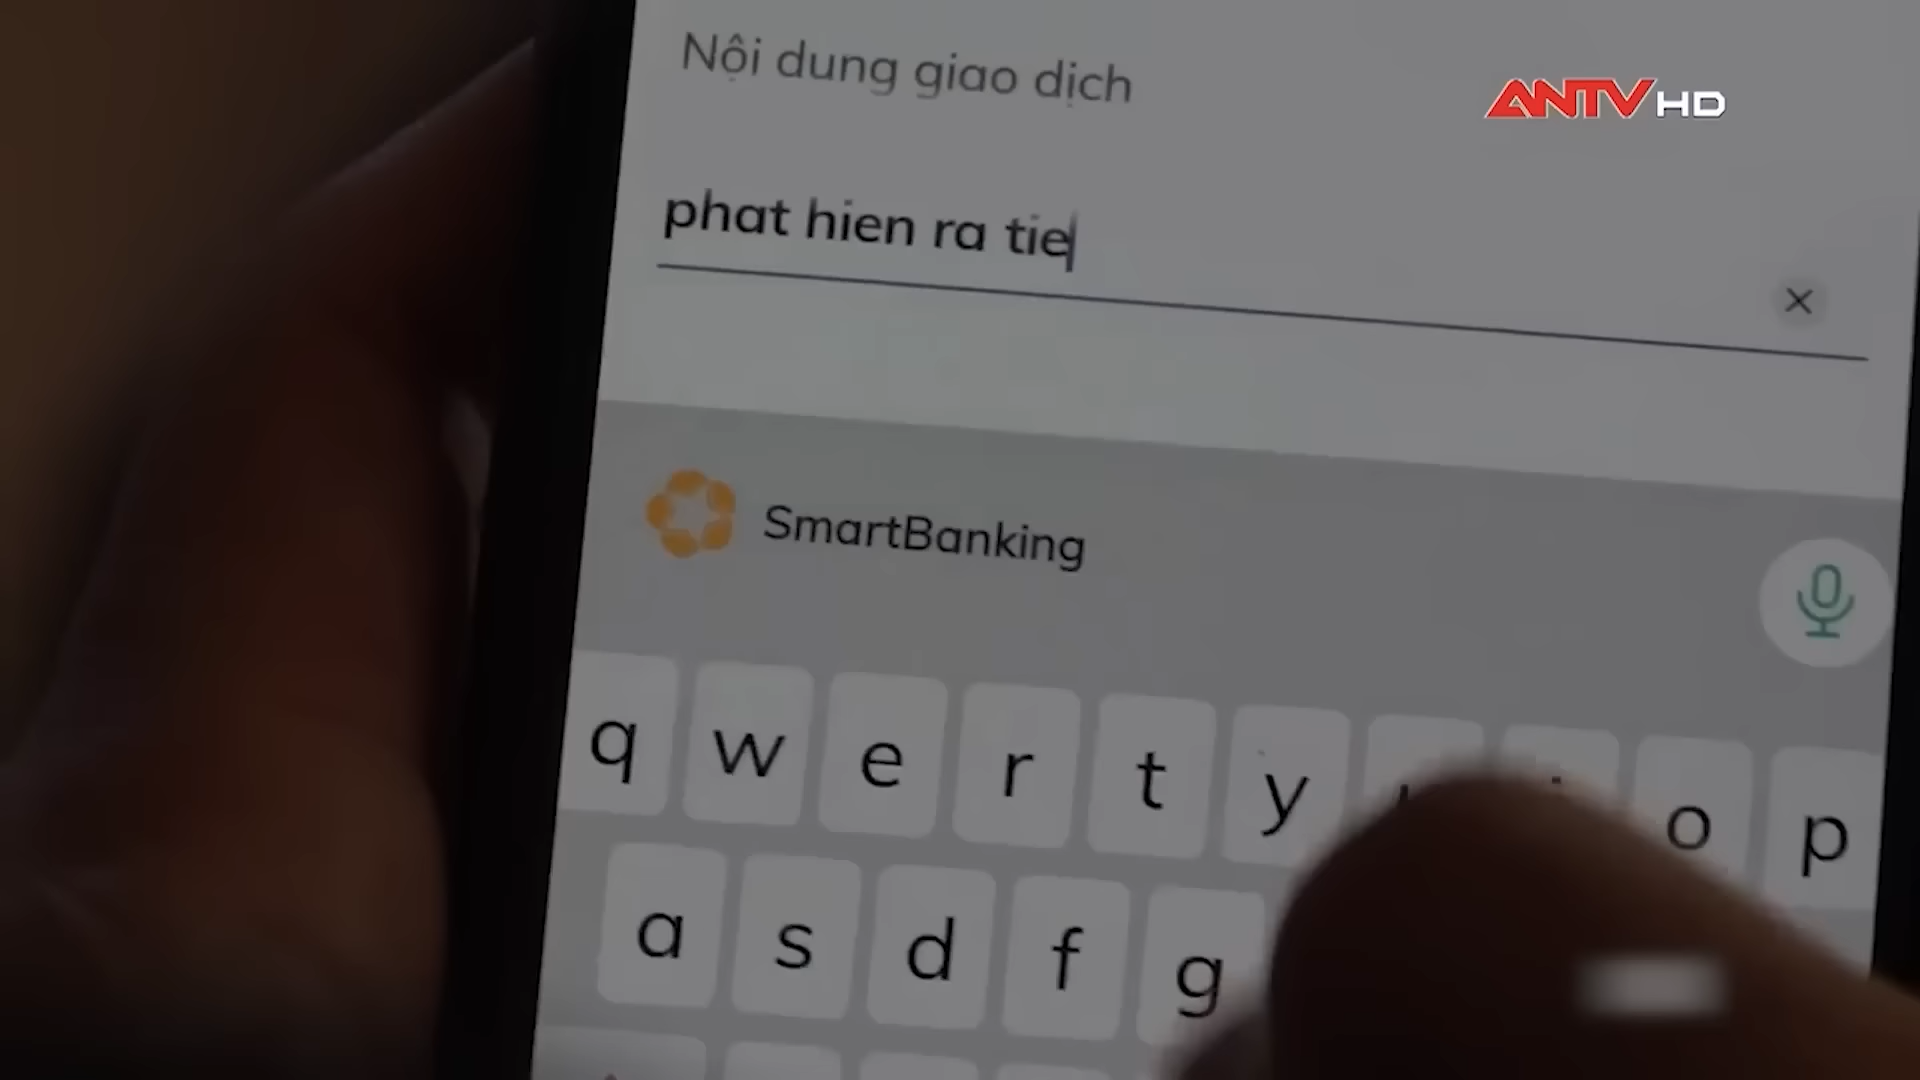 Nội dung giao dịch
ANTV HD
phat hien ra tie
SmartBanking
q w e r t y o p
a s d f g